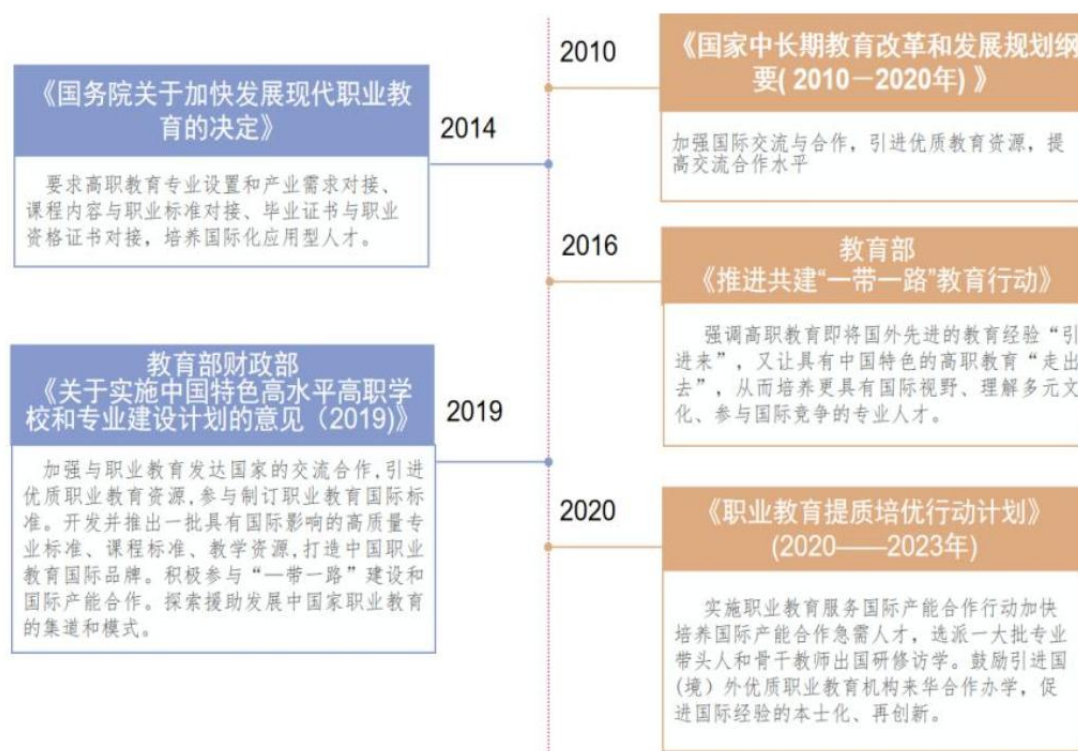 2010
《国家中长期教育改革和发展规划纲
要( 2010－2020年) 》
加强国际交流与合作，引进优质教育资源，提
高交流合作水平
《国务院关于加快发展现代职业教
育的决定》
2014
要求高职教育专业设置和产业需求对接、
课程内容与职业标准对接、毕业证书与职业
资格证书对接，培养国际化应用型人才。
2016
教育部
《推进共建“一带一路”教育行动》
强调高职教育即将国外先进的教育经验“引
进来”，又让具有中国特色的高职教育“走出
去”，从而培养更具有国际视野、理解多元文
化、参与国际竞争的专业人才。
教育部财政部
《关于实施中国特色高水平高职学
校和专业建设计划的意见（2019)》
2019
加强与职业教育发达国家的交流合作,引进
优质职业教育资源,参与制订职业教育国际标
准。开发并推出一批具有国际影响的高质量专
业标准、课程标准、教学资源,打造中国职业
教育国际品牌。积极参与“一带一路”建设和
国际产能合作。探索援助发展中国家职业教育
的集道和模式。
2020
《职业教育提质培优行动计划》
(2020——2023年)
实施职业教育服务国际产能合作行动加快
培养国际产能合作急需人才，选派一大批专业
带头人和骨干教师出国研修访学。鼓励引进国
(境）外优质职业教育机构来华合作办学，促
进国际经验的本士化、再创新。